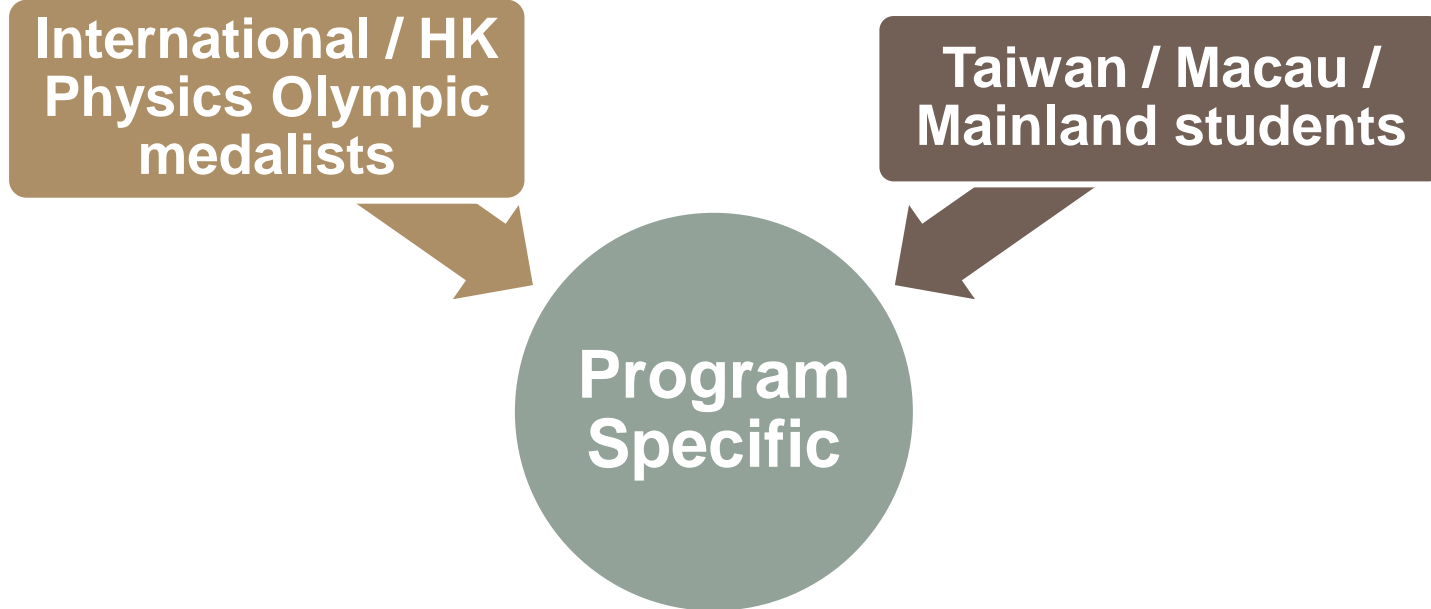 International / HK
Physics Olympic
medalists
Taiwan / Macau /
Mainland students
Program
Specific